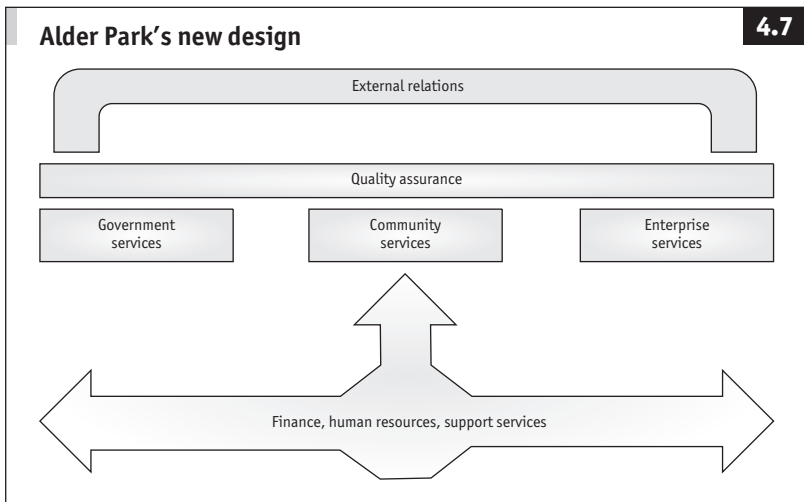 Alder Park's new design
4.7
External relations
Quality assurance
Government
services
Community
services
Enterprise
services
Finance, human resources, support services